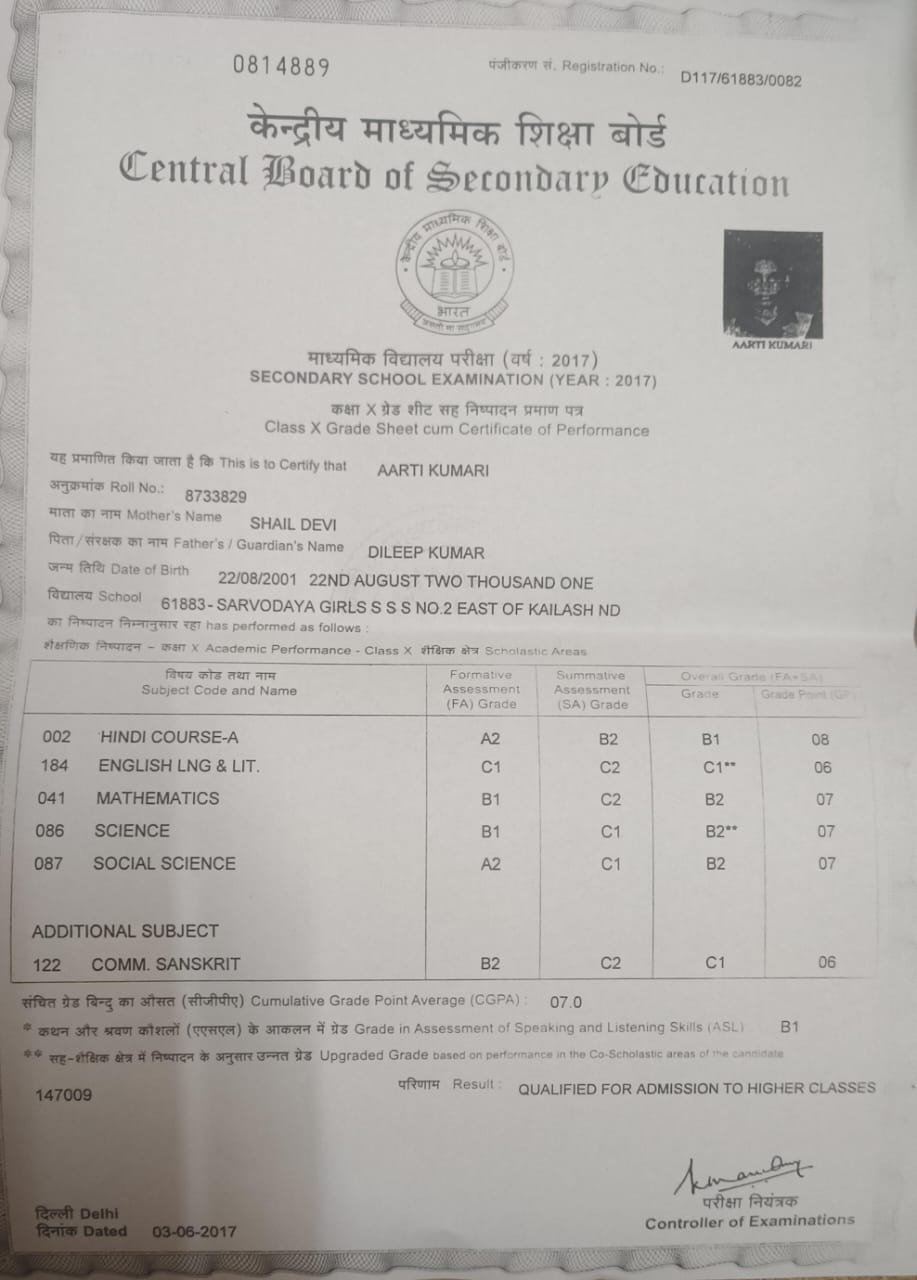 0814889
पंजीकरण सं. Registration No.: D117/61883/0082
केन्द्रीय माध्यमिक शिक्षा बोर्ड
Central Board of Secondary Education
केन्द्रीय माध्यमिक शिक्षा बोर्ड
भारत
AARTI KUMARI
माध्यमिक विद्यालय परीक्षा (वर्ष : 2017)
SECONDARY SCHOOL EXAMINATION (YEAR : 2017)
कक्षा X ग्रेड शीट सह निष्पादन प्रमाण पत्र
Class X Grade Sheet cum Certificate of Performance
यह प्रमाणित किया जाता है कि This is to Certify that AARTI KUMARI
अनुक्रमांक Roll No.: 8733829
माता का नाम Mother's Name SHAIL DEVI
पिता/संरक्षक का नाम Father's / Guardian's Name DILEEP KUMAR
जन्म तिथि Date of Birth 22/08/2001 22ND AUGUST TWO THOUSAND ONE
विद्यालय School 61883- SARVODAYA GIRLS S S S NO.2 EAST OF KAILASH ND
का निष्पादन निम्नानुसार रहा has performed as follows :
शैक्षणिक निष्पादन – कक्षा X Academic Performance - Class X शैक्षिक क्षेत्र Scholastic Areas
विषय कोड तथा नाम Formative Summative Overall Grade (FA+SA)
Subject Code and Name Assessment Assessment Grade Grade Point (GP)
(FA) Grade (SA) Grade
002 HINDI COURSE-A A2 B2 B1 08
184 ENGLISH LNG & LIT. C1 C2 C1** 06
041 MATHEMATICS B1 C2 B2 07
086 SCIENCE B1 C1 B2** 07
087 SOCIAL SCIENCE A2 C1 B2 07
ADDITIONAL SUBJECT
122 COMM. SANSKRIT B2 C2 C1 06
संचित ग्रेड बिन्दु का औसत (सीजीपीए) Cumulative Grade Point Average (CGPA) : 07.0
* कथन और श्रवण कौशलों (एएसएल) के आकलन में ग्रेड Grade in Assessment of Speaking and Listening Skills (ASL) B1
** सह-शैक्षिक क्षेत्र में निष्पादन के अनुसार उन्नत ग्रेड Upgraded Grade based on performance in the Co-Scholastic areas of the candidate
147009 परिणाम Result : QUALIFIED FOR ADMISSION TO HIGHER CLASSES
परीक्षा नियंत्रक
Controller of Examinations
दिल्ली Delhi
दिनांक Dated 03-06-2017